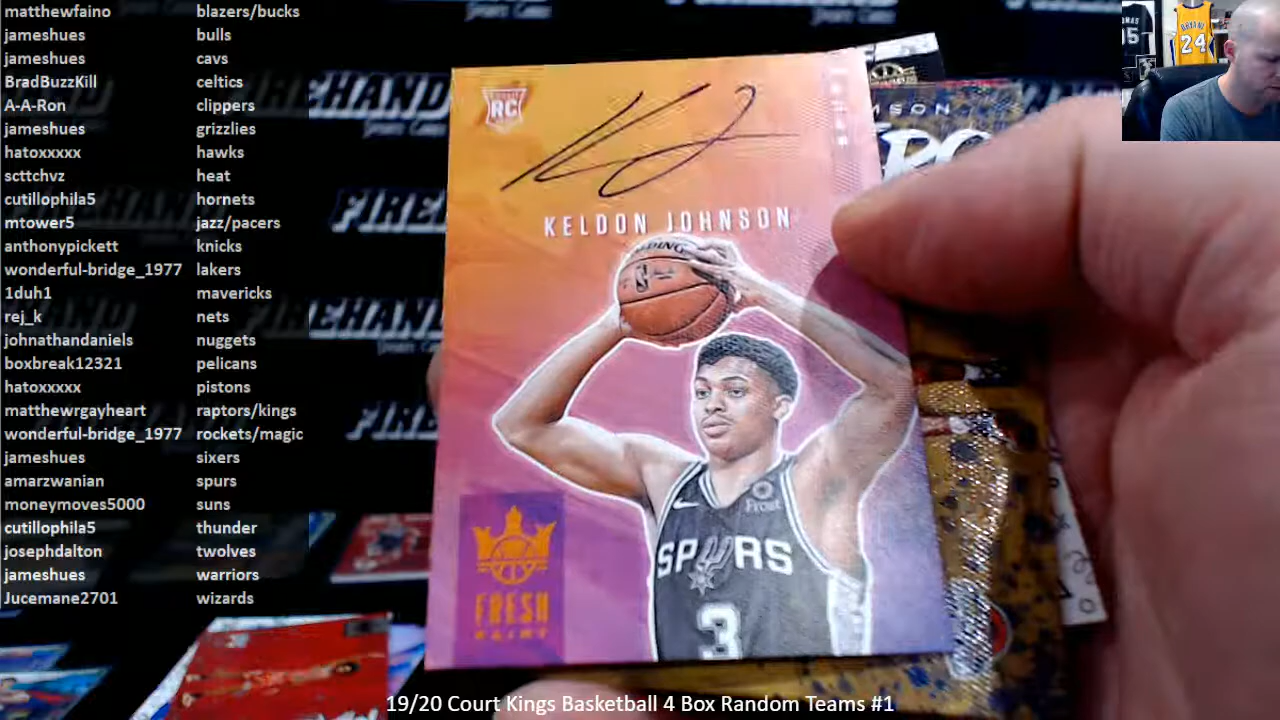 matthewfaino blazers/bucks
jameshues bulls
jameshues cavs
BradBuzzKill celtics
A-A-Ron clippers
jameshues grizzlies
hatoxxxxx hawks
scttchvz heat
cutillophila5 hornets
mtower5 jazz/pacers
anthonypickett knicks
wonderful-bridge_1977 lakers
1duh1 mavericks
rej_k nets
johnathandaniels nuggets
boxbreak12321 pelicans
hatoxxxxx pistons
matthewrgayheart raptors/kings
wonderful-bridge_1977 rockets/magic
jameshues sixers
amarzwanian spurs
moneymoves5000 suns
cutillophila5 thunder
josephdalton twolves
jameshues warriors
Jucemane2701 wizards
RC
KELDON JOHNSON
SPURS
3
FRESH
PAINT
BRYANT
24
19/20 Court Kings Basketball 4 Box Random Teams #1